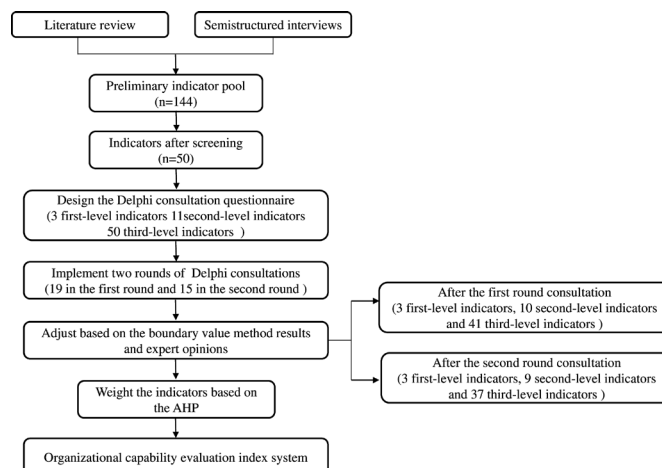 Literature review
Semistructured interviews
Preliminary indicator pool
(n=144)
Indicators after screening
(n=50)
Design the Delphi consultation questionnaire
(3 first-level indicators 11second-level indicators
50 third-level indicators )
Implement two rounds of Delphi consultations
(19 in the first round and 15 in the second round )
Adjust based on the boundary value method results
and expert opinions
After the first round consultation
(3 first-level indicators, 10 second-level indicators
and 41 third-level indicators )
After the second round consultation
(3 first-level indicators, 9 second-level indicators
and 37 third-level indicators )
Weight the indicators based on
the AHP
Organizational capability evaluation index system